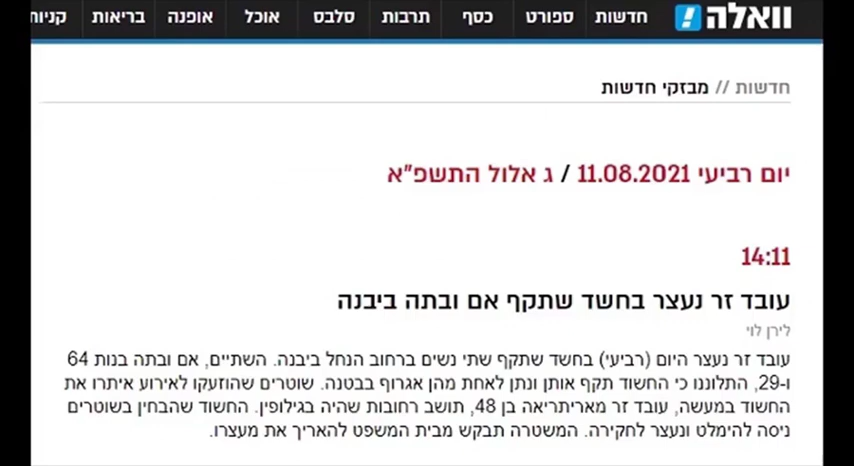 וואלה! חדשות ספורט כסף תרבות סלבס אוכל אופנה בריאות קניות
חדשות // מבזקי חדשות
יום רביעי 11.08.2021 / ג אלול התשפ"א
14:11
עובד זר נעצר בחשד שתקף אם ובתה ביבנה
לירן לוי
עובד זר נעצר היום (רביעי) בחשד שתקף שתי נשים ברחוב הנחל ביבנה. השתיים, אם ובתה בנות 64
ו-29, התלוננו כי החשוד תקף אותן ונתן לאחת מהן אגרוף בבטנה. שוטרים שהוזעקו לאירוע איתרו את
החשוד במעשה, עובד זר מאריתריאה בן 48, תושב רחובות שהיה בגילופין. החשוד שהבחין בשוטרים
ניסה להימלט ונעצר לחקירה. המשטרה תבקש מבית המשפט להאריך את מעצרו.